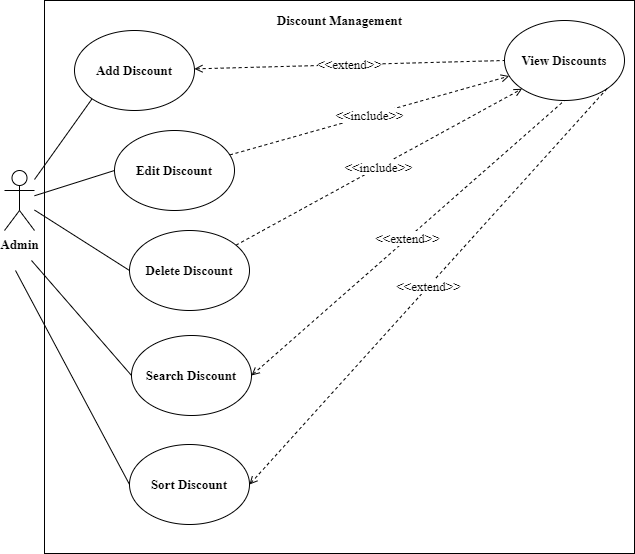 Discount Management
Add Discount
<<extend>>
View Discounts
<<include>>
Edit Discount
<<include>>
Admin
Delete Discount
<<extend>>
<<extend>>
Search Discount
Sort Discount